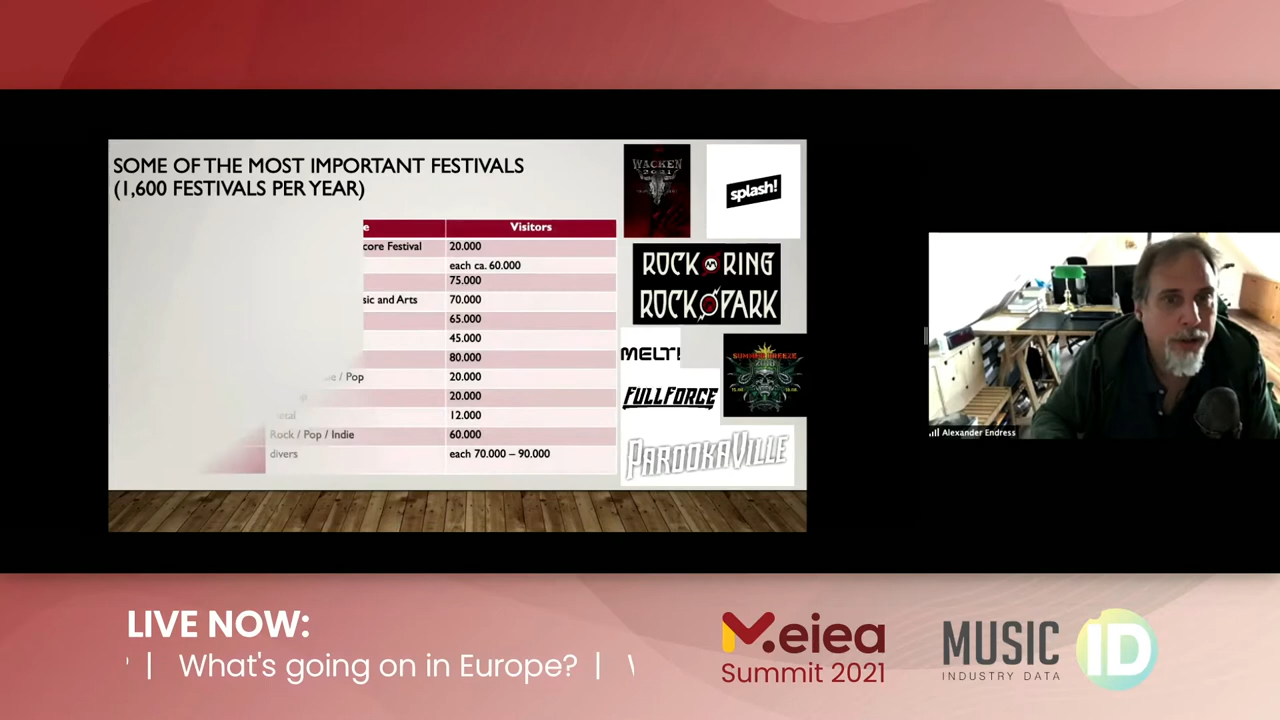 SOME OF THE MOST IMPORTANT FESTIVALS
(1,600 FESTIVALS PER YEAR)
e Visitors
core Festival 20.000
each ca. 60.000
75.000
sic and Arts 70.000
65.000
45.000
80.000
e / Pop 20.000
20.000
etal 12.000
Rock / Pop / Indie 60.000
divers each 70.000 – 90.000
WACKEN
2021
splash!
ROCK AM RING
ROCK PARK
MELT!
SUMMER BREEZE
FULLFORCE
PAROOKAVILLE
Alexander Endress
LIVE NOW:
| What's going on in Europe? |
Meiea
Summit 2021
MUSIC ID
INDUSTRY DATA